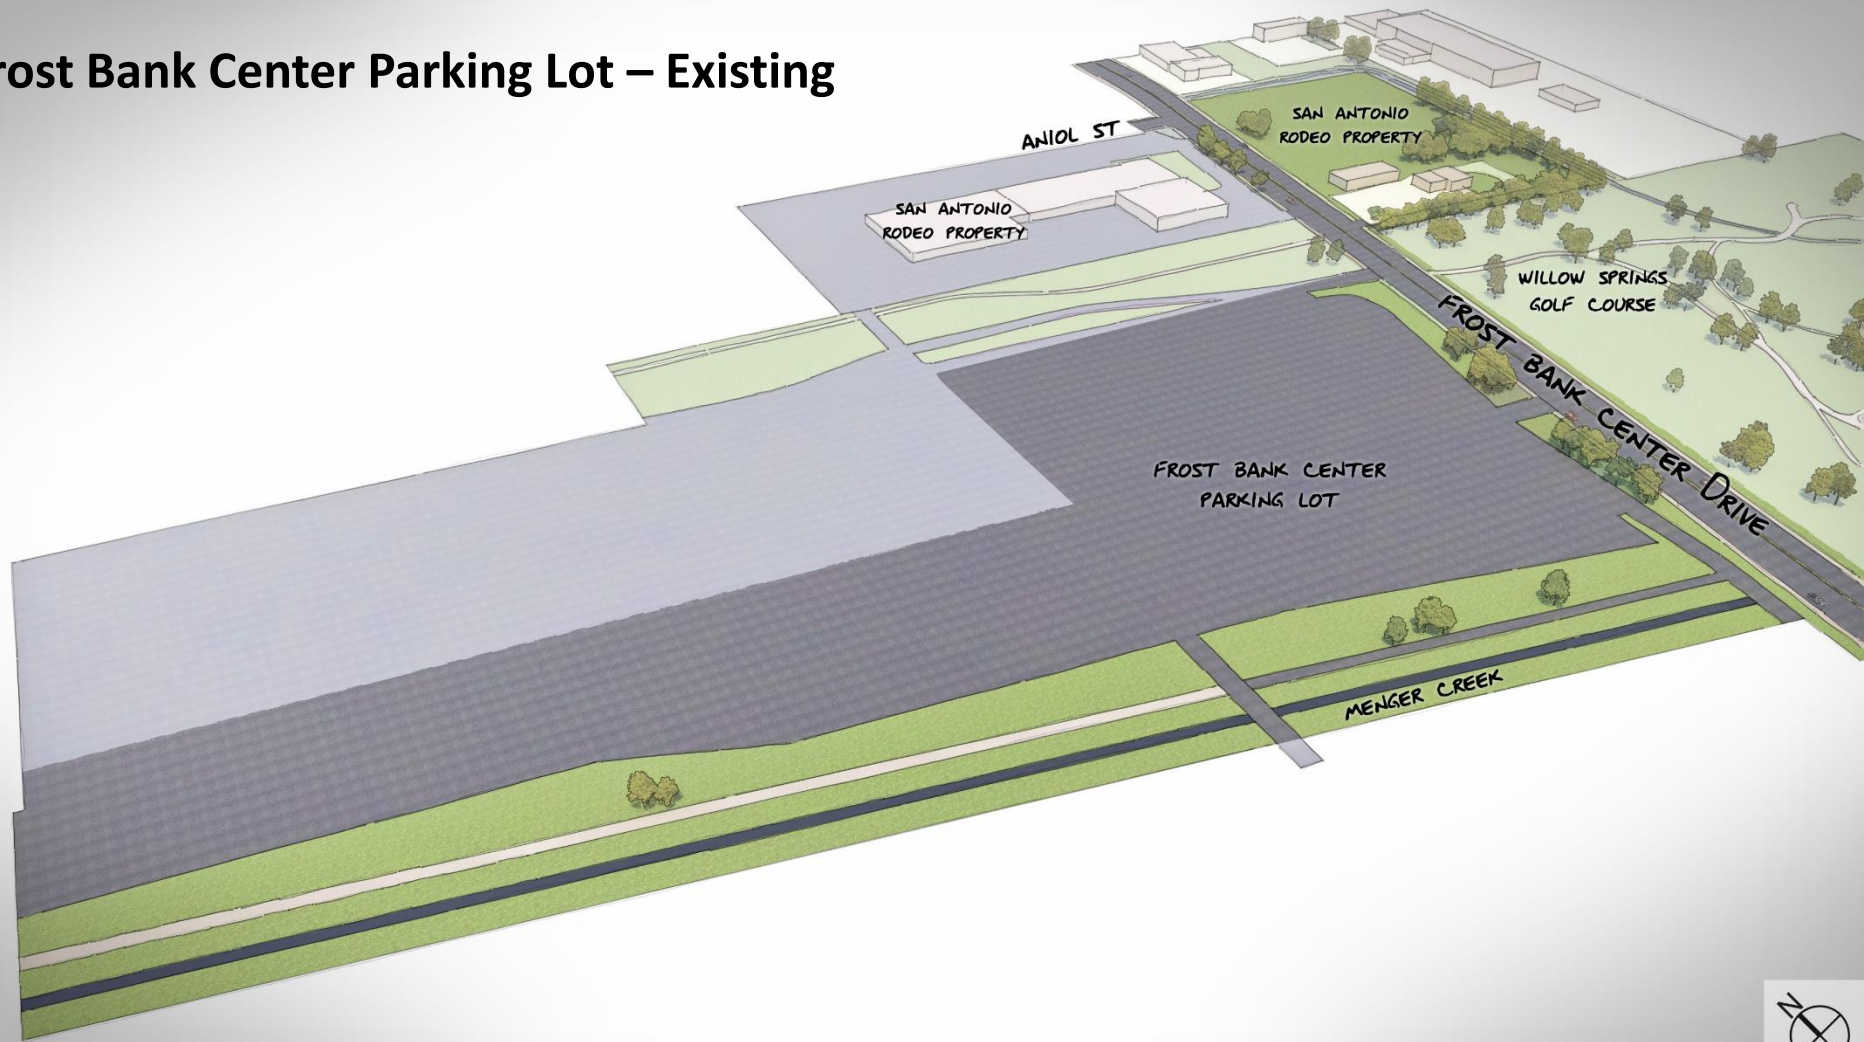 rost Bank Center Parking Lot – Existing
ANIOL ST
SAN ANTONIO
RODEO PROPERTY
SAN ANTONIO
RODEO PROPERTY
WILLOW SPRINGS
GOLF COURSE
FROST BANK CENTER DRIVE
FROST BANK CENTER
PARKING LOT
MENGER CREEK
N